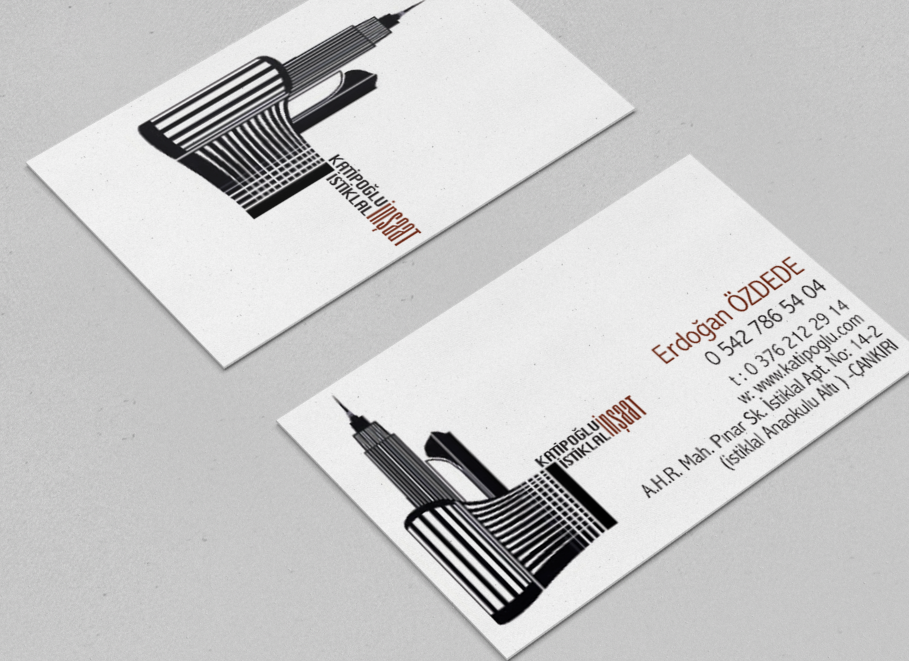 KATİPOĞLU
İSTİKLAL
İNŞAAT
Erdoğan ÖZDEDE
0 542 786 54 04
t : 0 376 212 29 14
w: www.katipoglu.com
A.H.R. Mah. Pınar Sk. İstiklal Apt. No: 14-2
(istiklal Anaokulu Altı ) -ÇANKIRI
KATİPOĞLU
İSTİKLAL
İNŞAAT